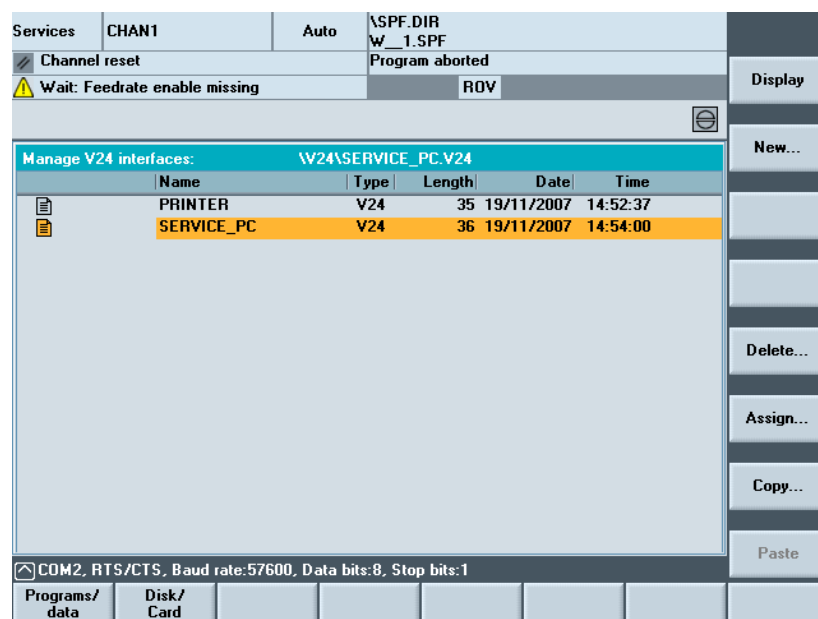 Services CHAN1 Auto \SPF.DIR
W__1.SPF
Channel reset Program aborted
Wait: Feedrate enable missing ROV
Manage V24 interfaces: \V24\SERVICE_PC.V24
Name Type Length Date Time
PRINTER V24 35 19/11/2007 14:52:37
SERVICE_PC V24 36 19/11/2007 14:54:00
COM2, RTS/CTS, Baud rate:57600, Data bits:8, Stop bits:1
Programs/
data
Disk/
Card
Display
New...
Delete...
Assign...
Copy...
Paste